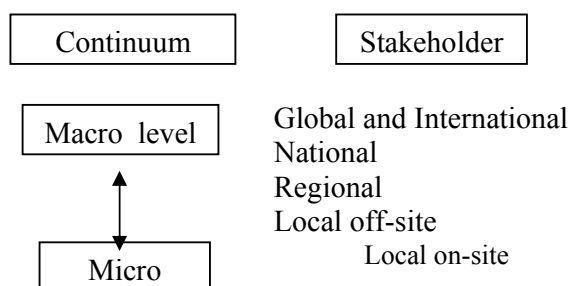 Continuum
Stakeholder
Macro level
Global and International
National
Regional
Local off-site
Local on-site
Micro